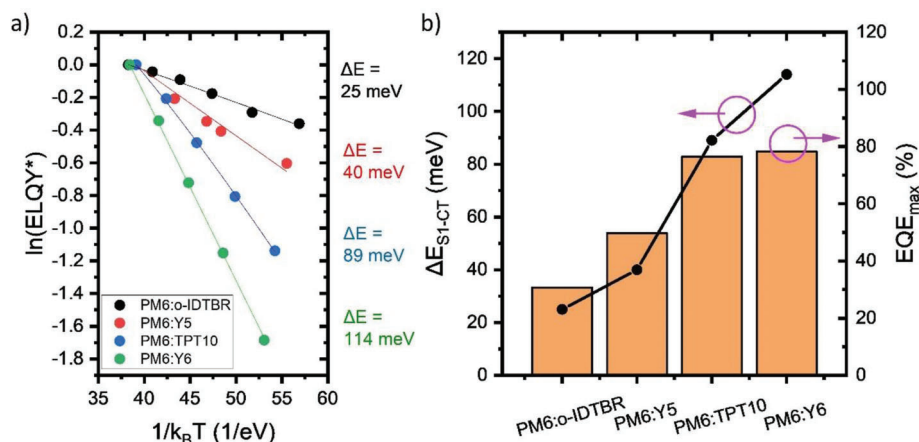 a)
ln(ELQY*)
0.0
-0.2
-0.4
-0.6
-0.8
-1.0
-1.2
-1.4
-1.6
-1.8
PM6:o-IDTBR
PM6:Y5
PM6:TPT10
PM6:Y6
35 40 45 50 55 60
1/k_BT (1/eV)
ΔE =
25 meV
ΔE =
40 meV
ΔE =
89 meV
ΔE =
114 meV
b)
ΔE_S1-CT (meV)
120
100
80
60
40
20
0
PM6:o-IDTBR
PM6:Y5
PM6:TPT10
PM6:Y6
120
100
80
60
40
20
0
EQE_max (%)